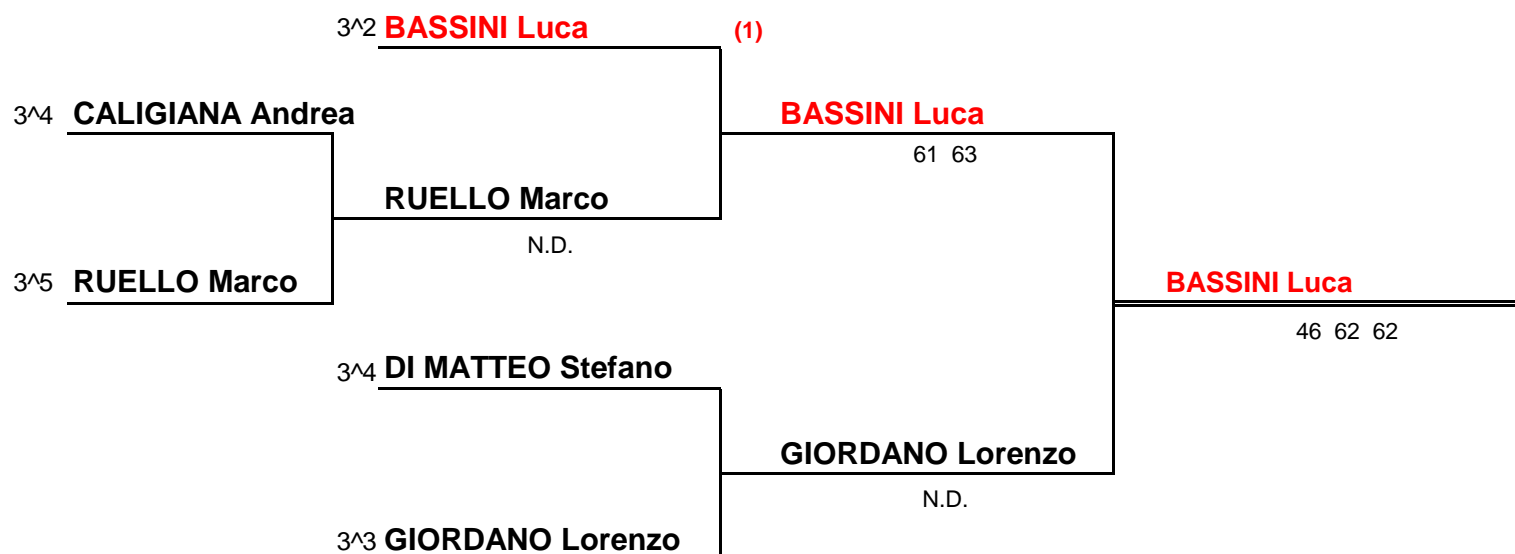 3^2 BASSINI Luca (1)
3^4 CALIGIANA Andrea
BASSINI Luca
61 63
RUELLO Marco
N.D.
3^5 RUELLO Marco
BASSINI Luca
46 62 62
3^4 DI MATTEO Stefano
GIORDANO Lorenzo
N.D.
3^3 GIORDANO Lorenzo